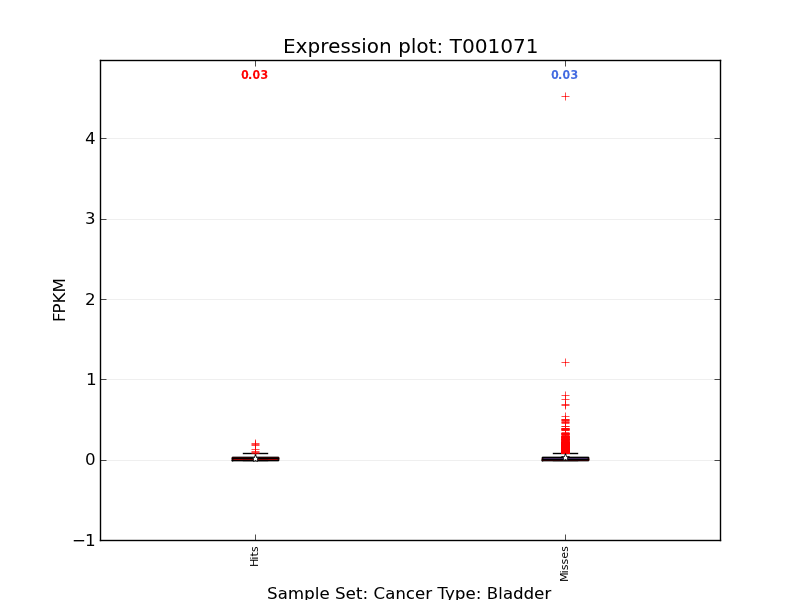 Expression plot: T001071
0.03
0.03
4
3
2
1
0
−1
FPKM
Hits
Misses
Sample Set: Cancer Type: Bladder